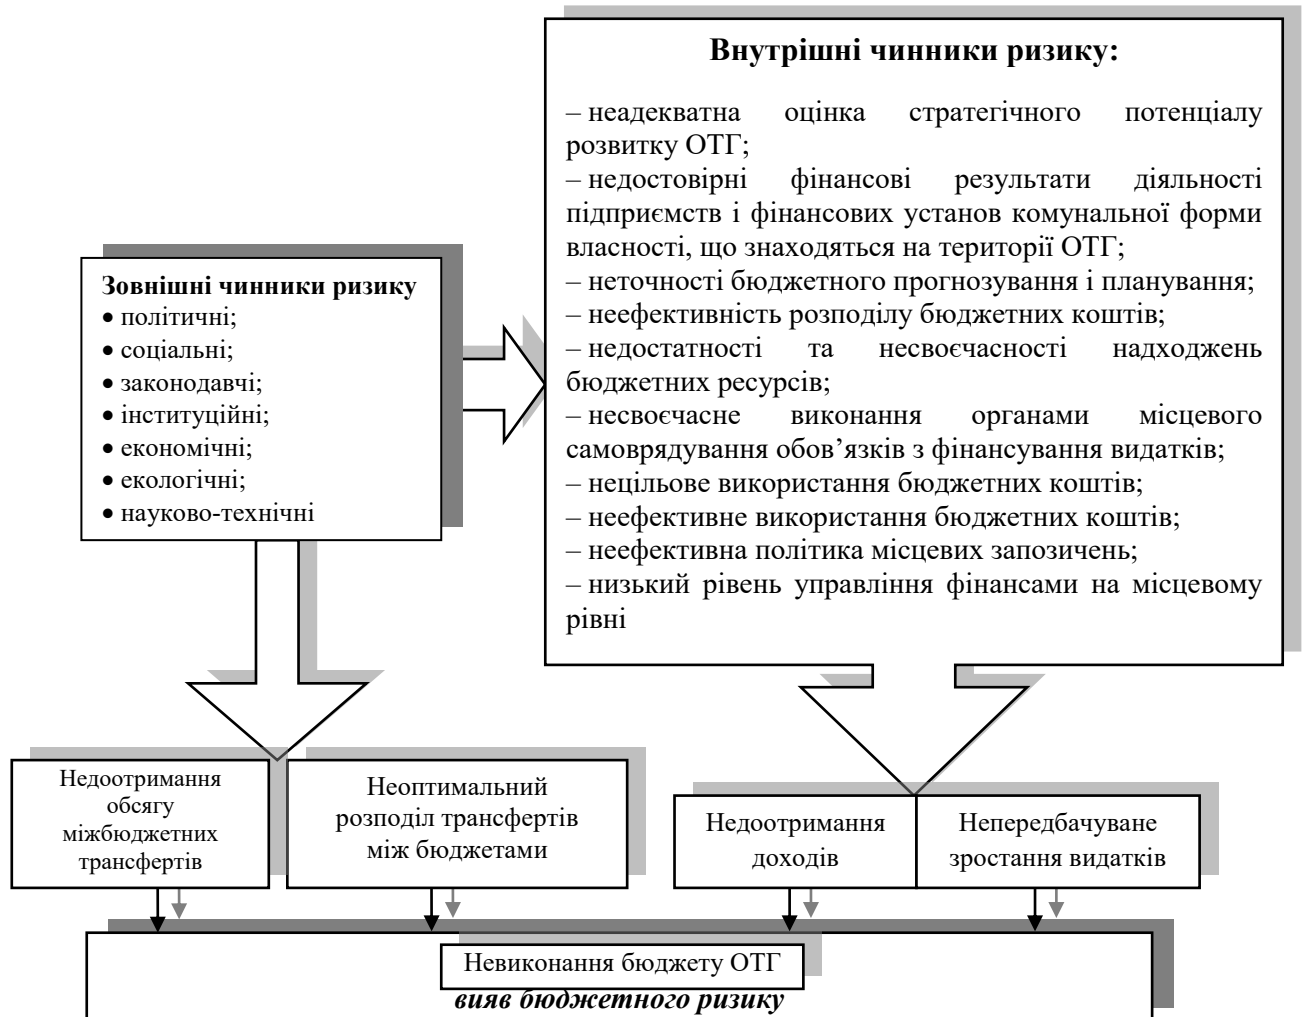 Внутрішні чинники ризику:
– неадекватна оцінка стратегічного потенціалу
розвитку ОТГ;
– недостовірні фінансові результати діяльності
підприємств і фінансових установ комунальної форми
власності, що знаходяться на території ОТГ;
– неточності бюджетного прогнозування і планування;
– неефективність розподілу бюджетних коштів;
– недостатності та несвоєчасності надходжень
бюджетних ресурсів;
– несвоєчасне виконання органами місцевого
самоврядування обов’язків з фінансування видатків;
– нецільове використання бюджетних коштів;
– неефективне використання бюджетних коштів;
– неефективна політика місцевих запозичень;
– низький рівень управління фінансами на місцевому
рівні
Зовнішні чинники ризику
• політичні;
• соціальні;
• законодавчі;
• інституційні;
• економічні;
• екологічні;
• науково-технічні
Недоотримання
обсягу
міжбюджетних
трансфертів
Неоптимальний
розподіл трансфертів
між бюджетами
Недоотримання
доходів
Непередбачуване
зростання видатків
Невиконання бюджету ОТГ
вияв бюджетного ризику